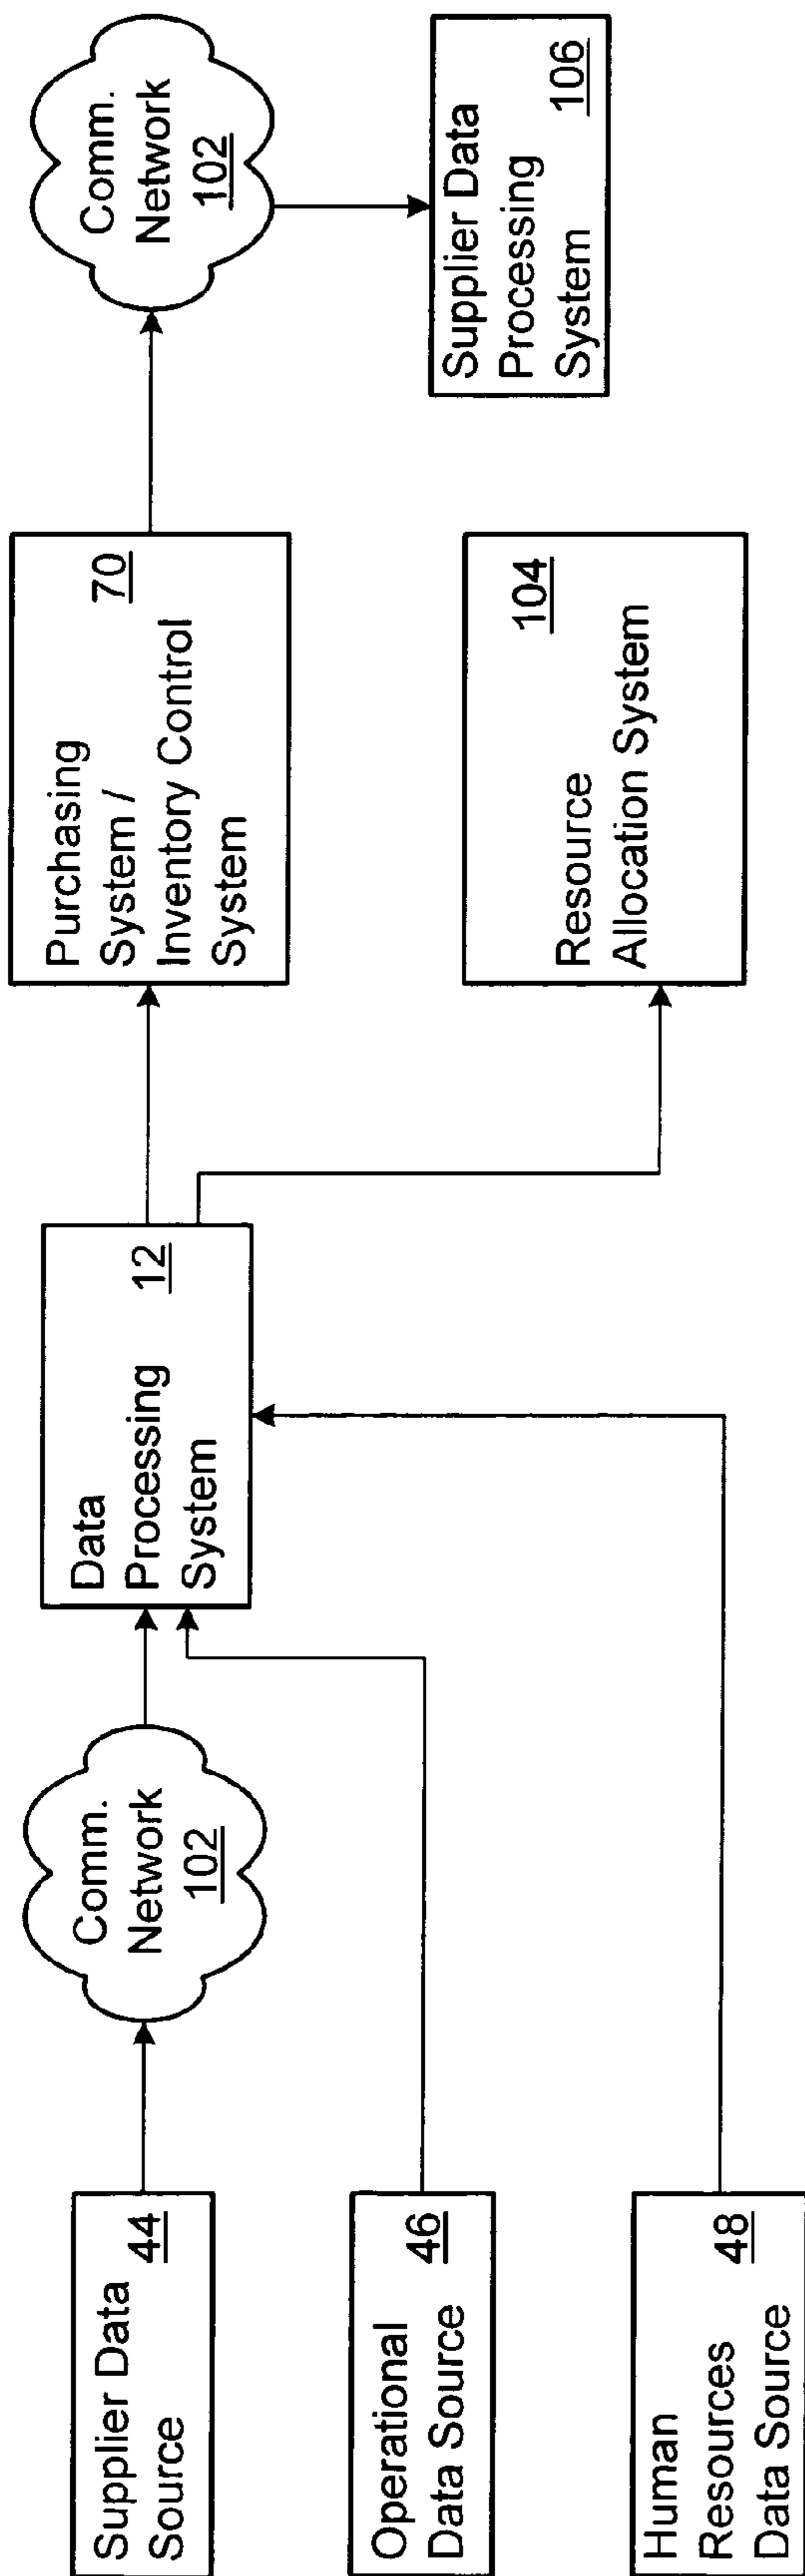 Supplier Data
Source
44
Comm.
Network
102
Operational
Data Source
46
Human
Resources
Data Source
48
Data
Processing
System
12
Purchasing
System /
Inventory Control
System
70
Resource
Allocation System
104
Comm.
Network
102
Supplier Data
Processing
System
106